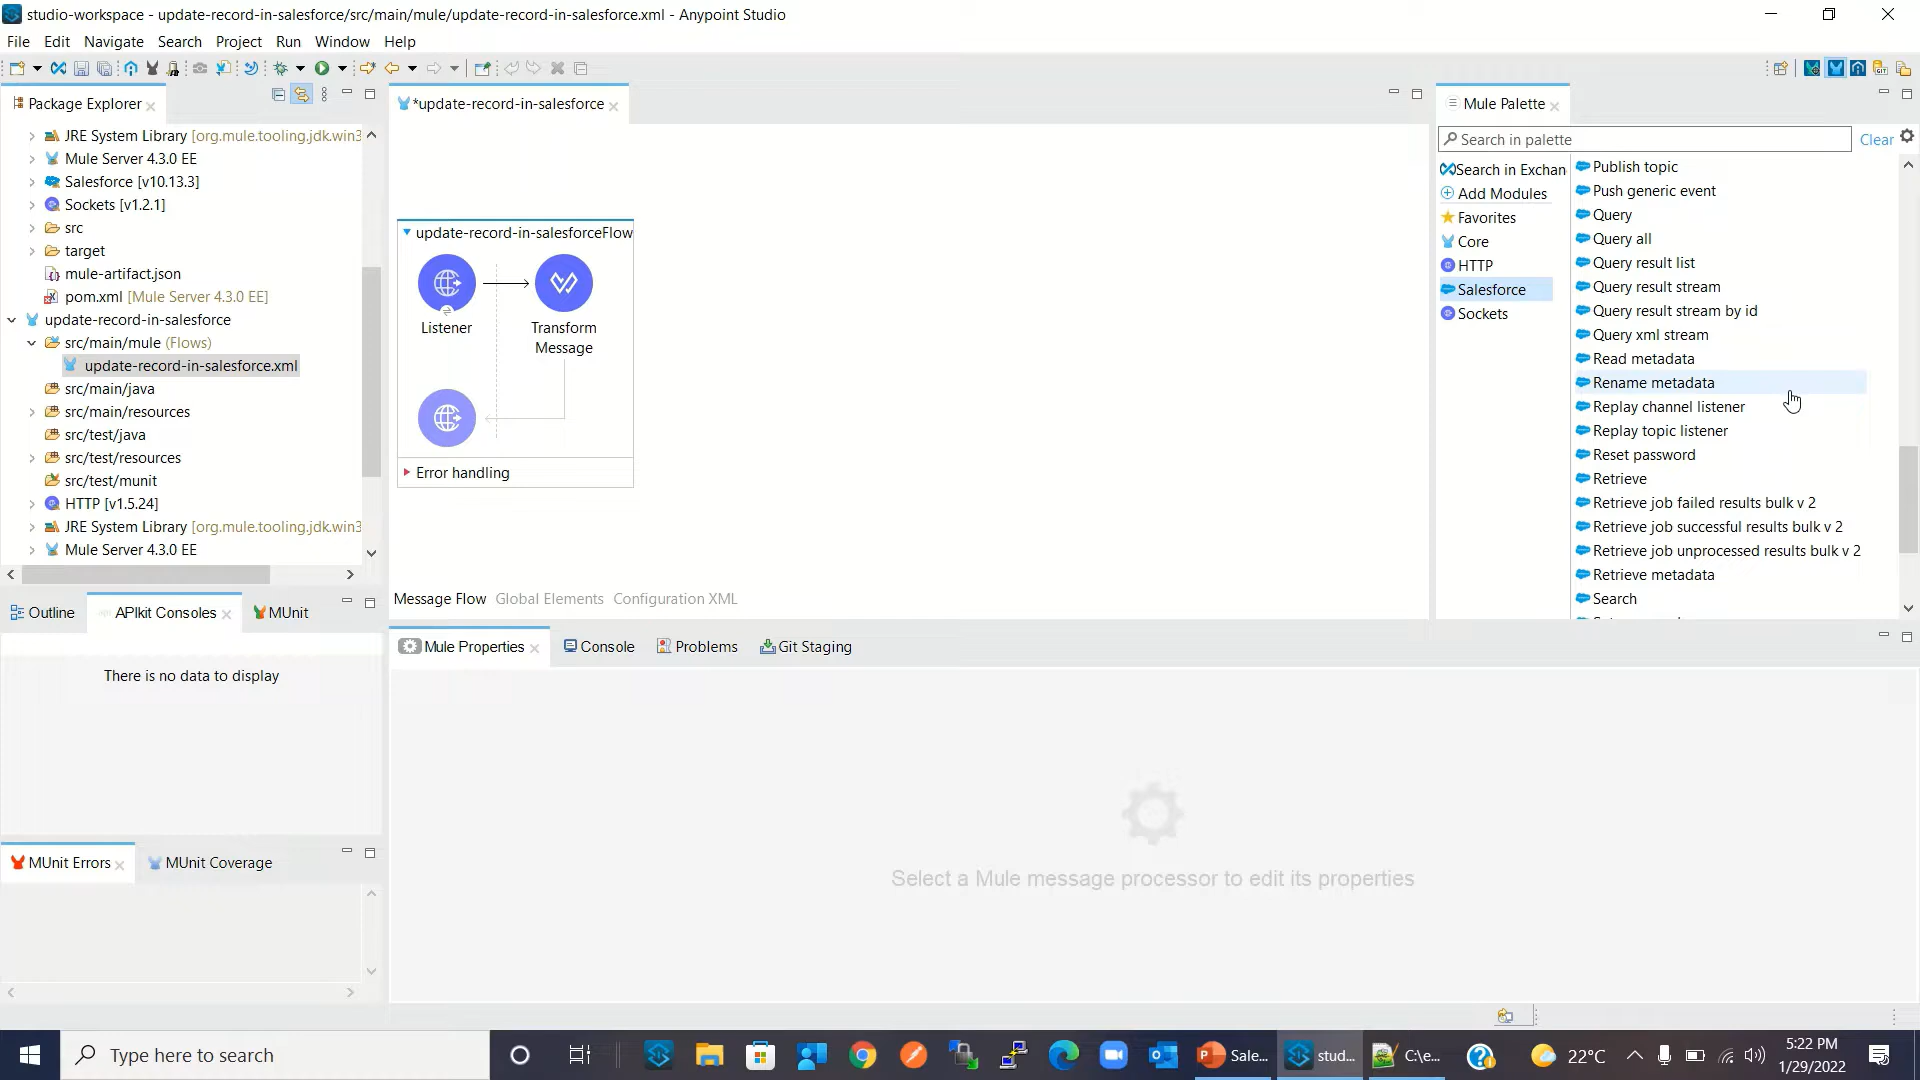 studio-workspace - update-record-in-salesforce/src/main/mule/update-record-in-salesforce.xml - Anypoint Studio
File Edit Navigate Search Project Run Window Help
Package Explorer
JRE System Library [org.mule.tooling.jdk.win3
Mule Server 4.3.0 EE
Salesforce [v10.13.3]
Sockets [v1.2.1]
src
target
mule-artifact.json
pom.xml [Mule Server 4.3.0 EE]
update-record-in-salesforce
src/main/mule (Flows)
update-record-in-salesforce.xml
src/main/java
src/main/resources
src/test/java
src/test/resources
src/test/munit
HTTP [v1.5.24]
JRE System Library [org.mule.tooling.jdk.win3
Mule Server 4.3.0 EE
*update-record-in-salesforce
update-record-in-salesforceFlow
Listener
Transform
Message
Error handling
Message Flow Global Elements Configuration XML
Mule Palette
Search in palette
Clear
Search in Exchan
Add Modules
Favorites
Core
HTTP
Salesforce
Sockets
Publish topic
Push generic event
Query
Query all
Query result list
Query result stream
Query result stream by id
Query xml stream
Read metadata
Rename metadata
Replay channel listener
Replay topic listener
Reset password
Retrieve
Retrieve job failed results bulk v 2
Retrieve job successful results bulk v 2
Retrieve job unprocessed results bulk v 2
Retrieve metadata
Search
Outline APIkit Consoles MUnit
There is no data to display
MUnit Errors MUnit Coverage
Mule Properties Console Problems Git Staging
Select a Mule message processor to edit its properties
Type here to search
Sale...
stud...
C:\e...
22°C
5:22 PM
1/29/2022